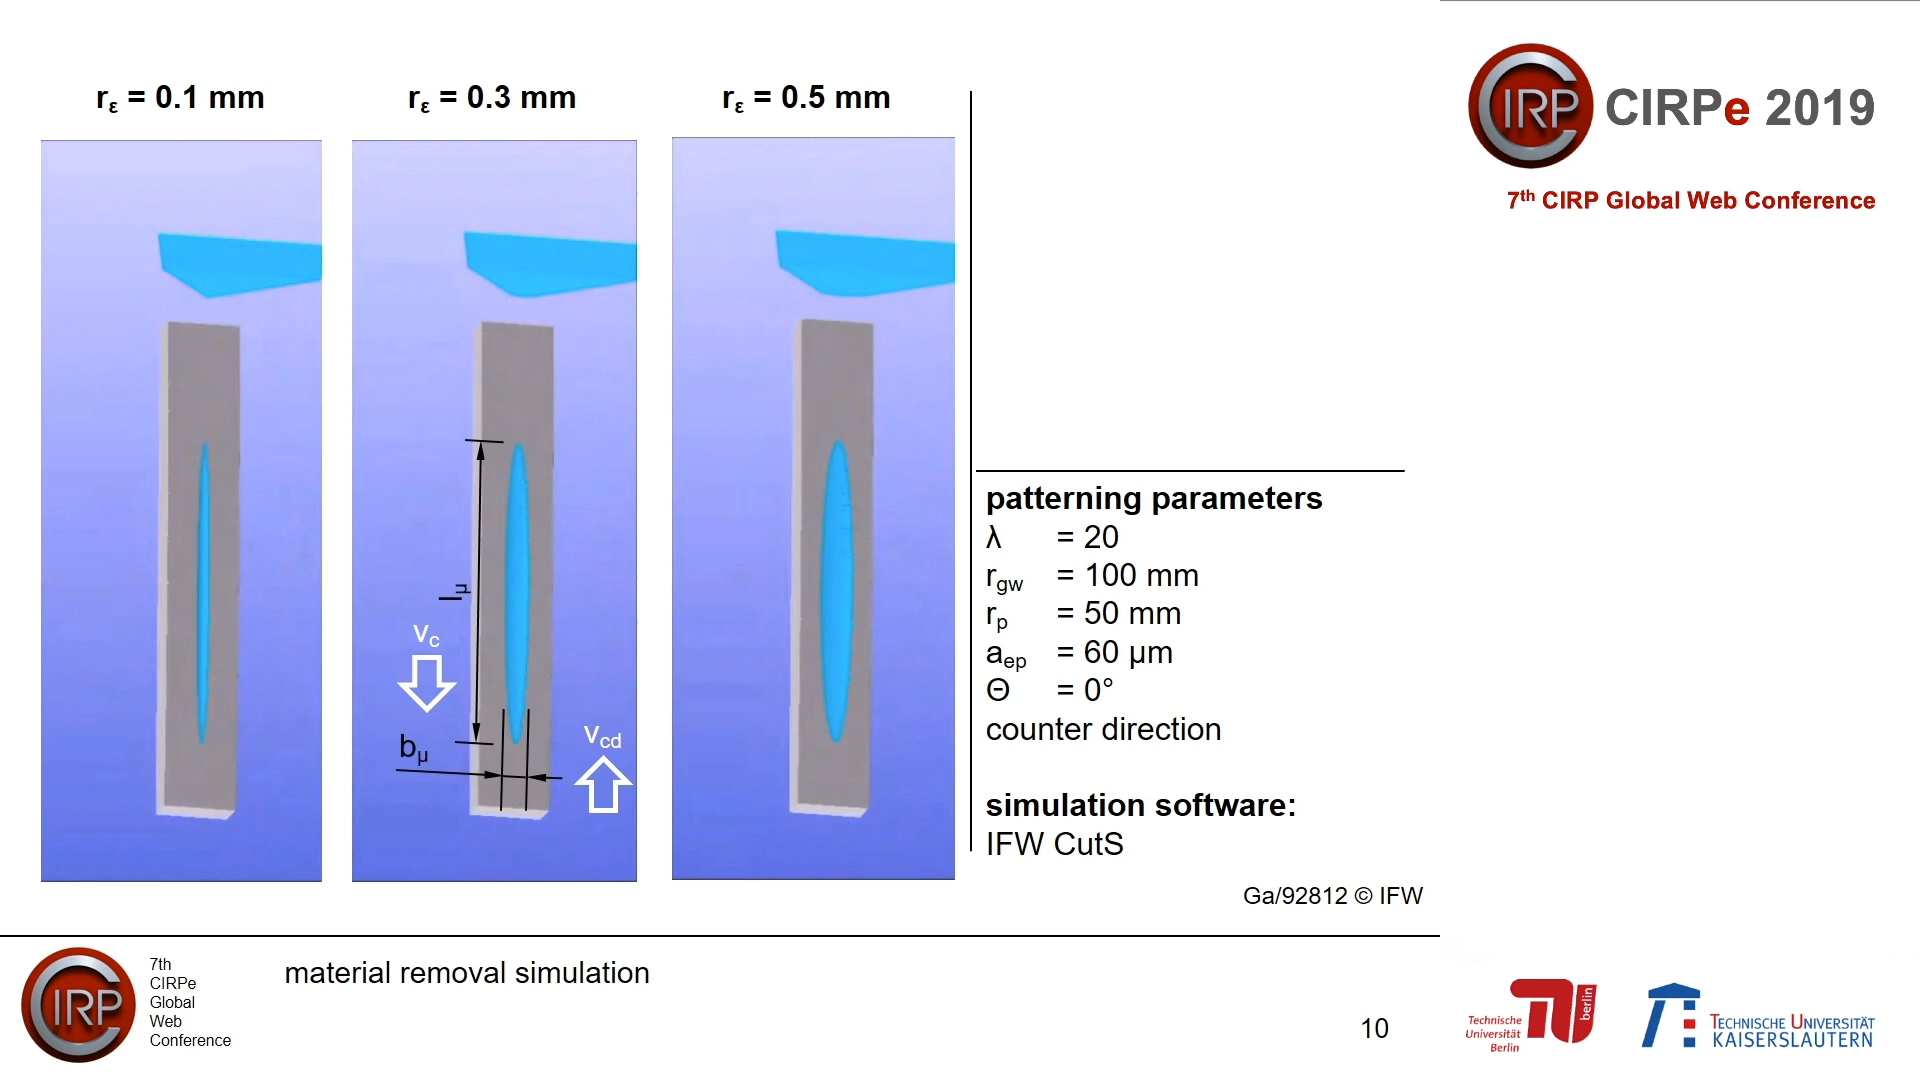 rε = 0.1 mm
rε = 0.3 mm
rε = 0.5 mm
lμ
vc
bμ
vcd
patterning parameters
λ = 20
rgw = 100 mm
rp = 50 mm
aep = 60 μm
Θ = 0°
counter direction
simulation software:
IFW CutS
Ga/92812 © IFW
CIRP
CIRPe 2019
7th CIRP Global Web Conference
CIRP
7th
CIRPe
Global
Web
Conference
material removal simulation
10
Technische
Universität
Berlin
TU
berlin
TECHNISCHE UNIVERSITÄT
KAISERSLAUTERN